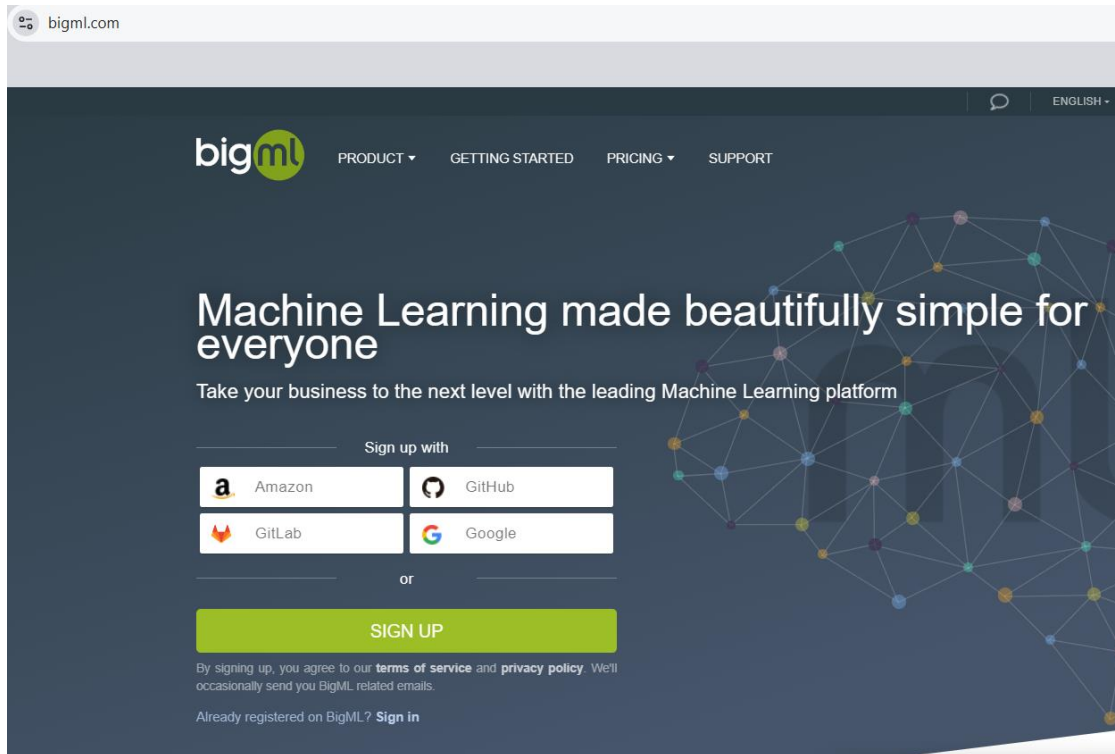 bigml.com
ENGLISH
bigml
PRODUCT GETTING STARTED PRICING SUPPORT
Machine Learning made beautifully simple for
everyone
Take your business to the next level with the leading Machine Learning platform
Sign up with
Amazon GitHub
GitLab Google
or
SIGN UP
By signing up, you agree to our terms of service and privacy policy. We'll
occasionally send you BigML related emails.
Already registered on BigML? Sign in
ml